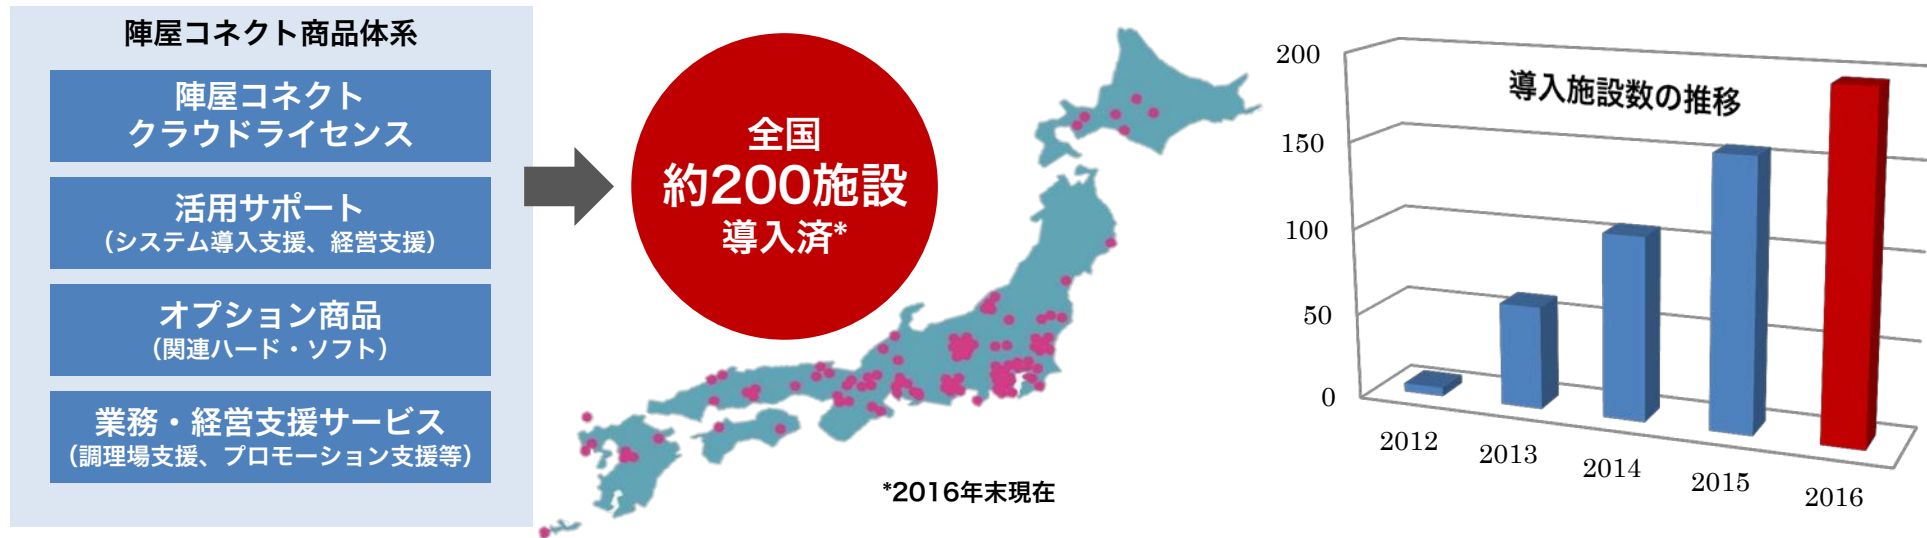 陣屋コネクト商品体系
陣屋コネクト
クラウドライセンス
活用サポート
（システム導入支援、経営支援）
オプション商品
（関連ハード・ソフト）
業務・経営支援サービス
（調理場支援、プロモーション支援等）
全国
約200施設
導入済*
*2016年末現在
導入施設数の推移
200
150
100
50
0
2012
2013
2014
2015
2016